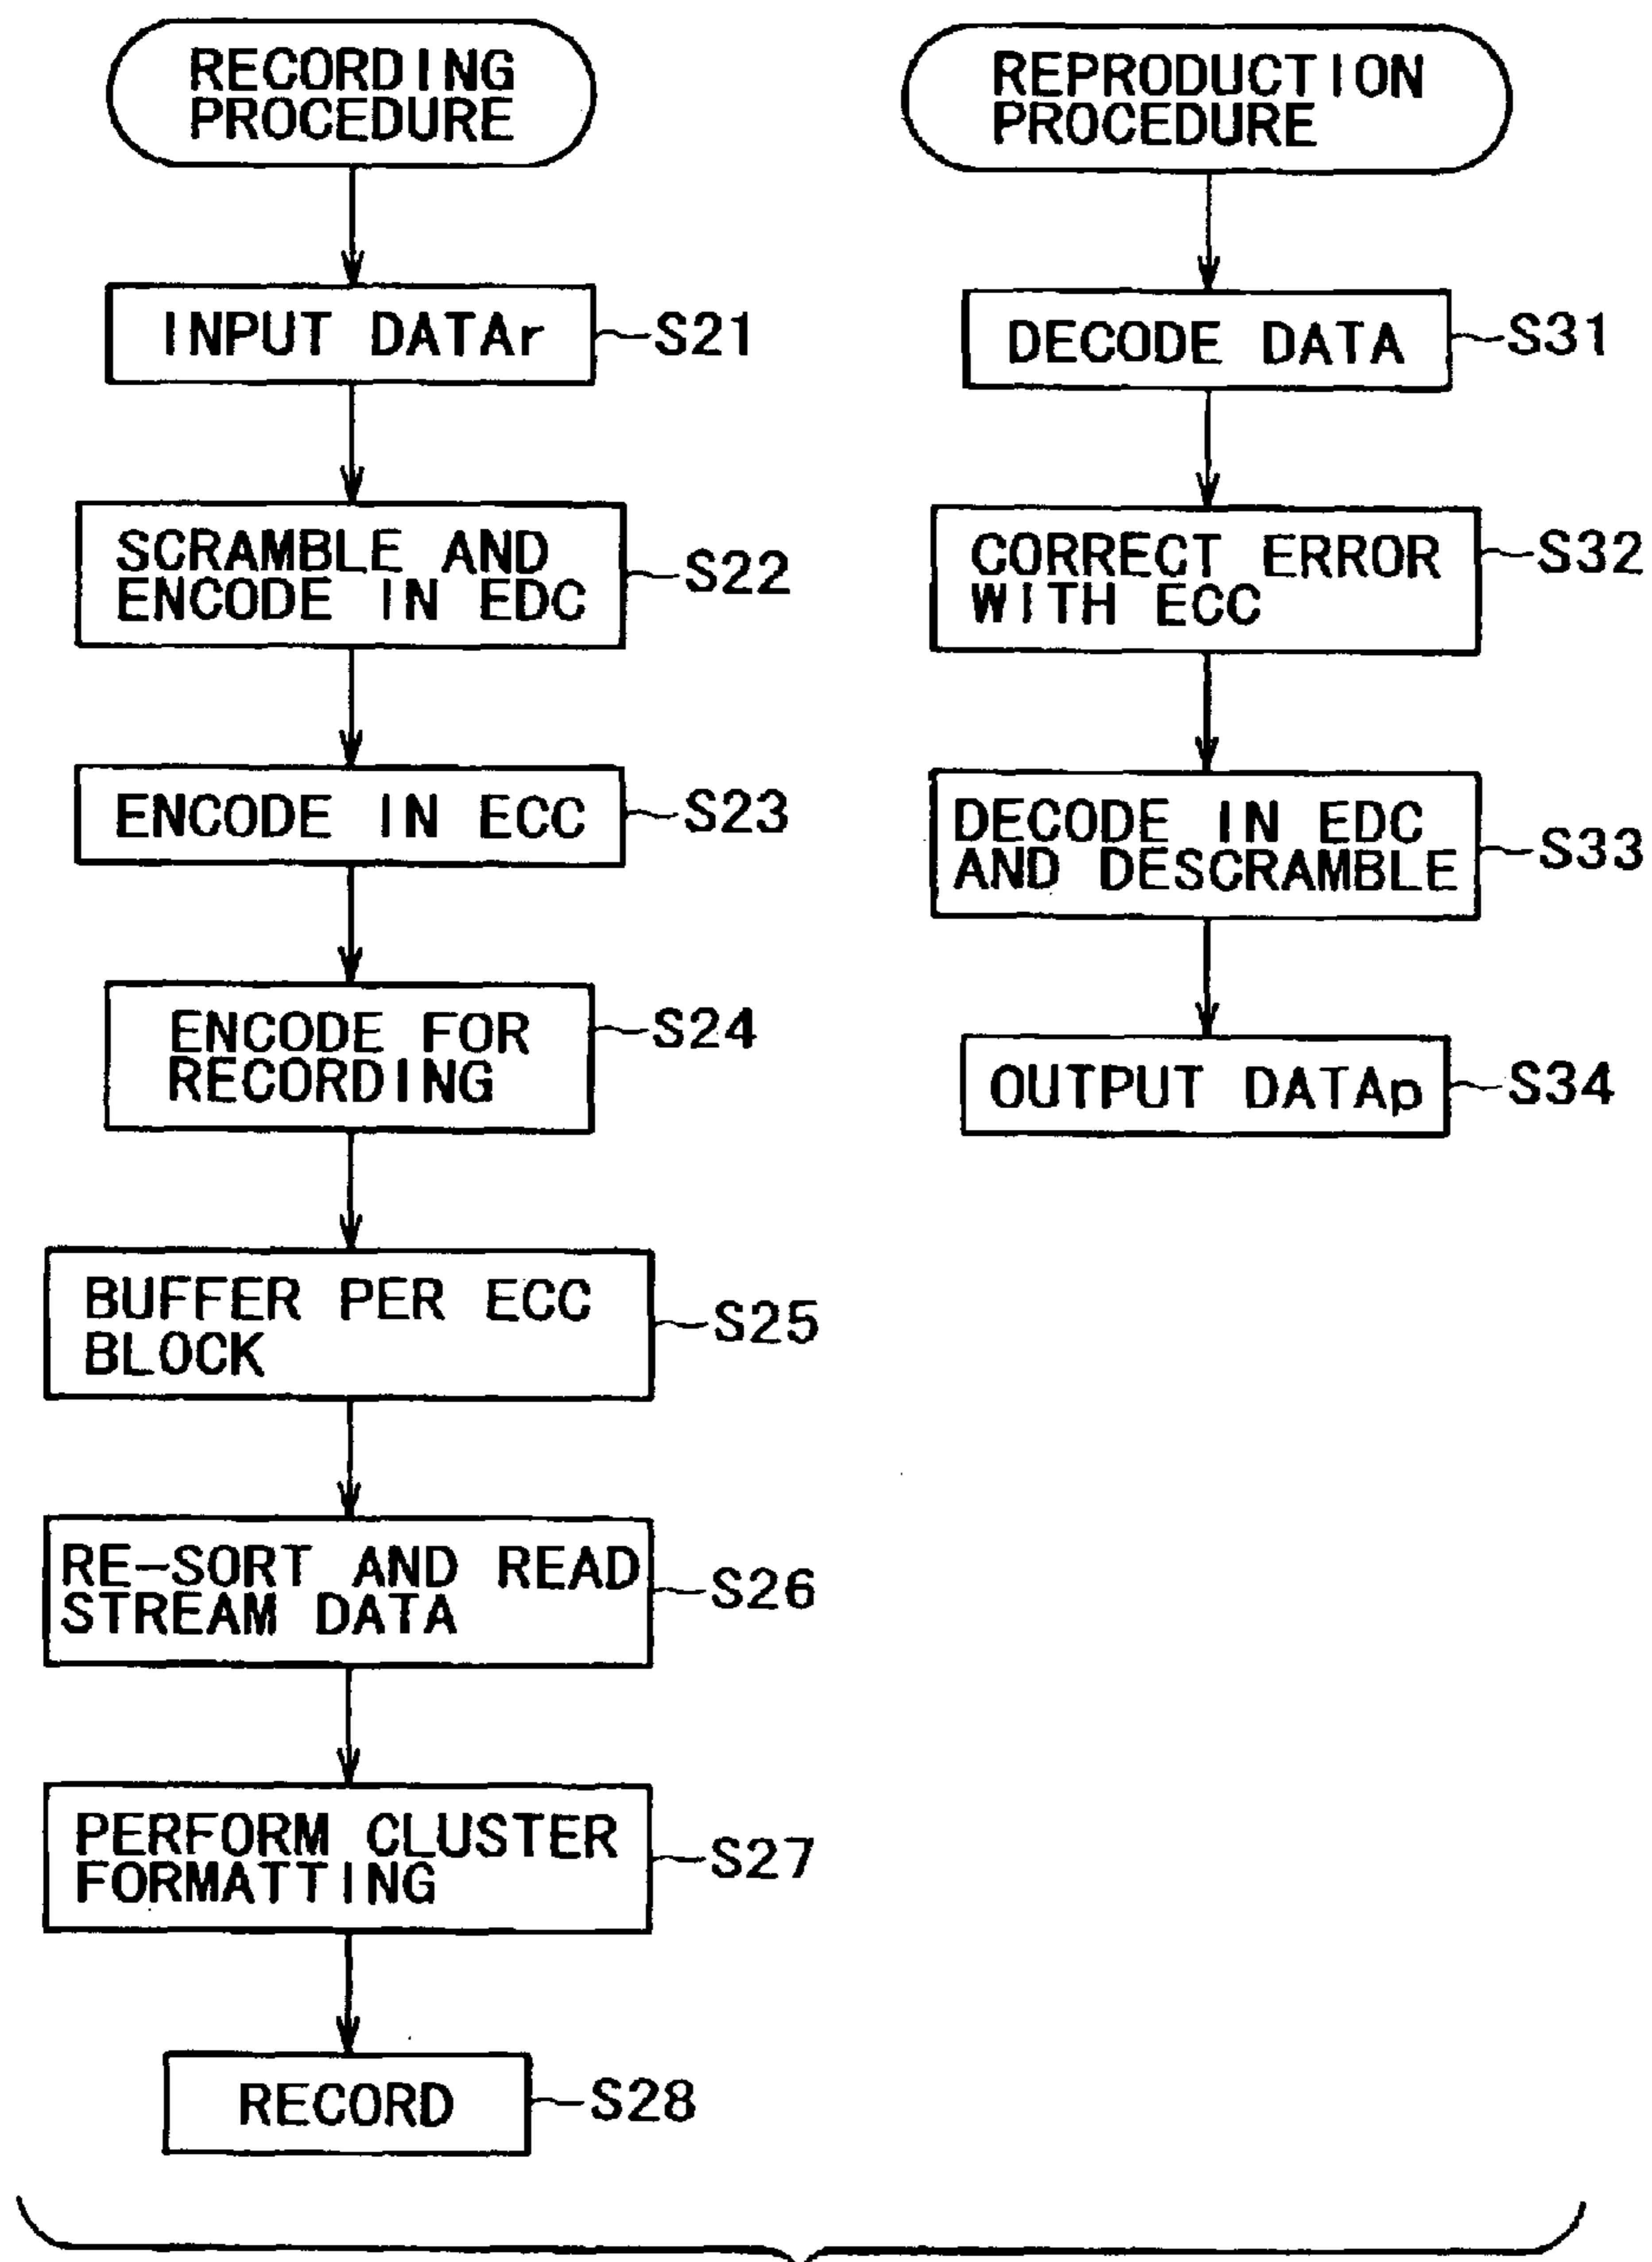 RECORDING
PROCEDURE
INPUT DATAr
S21
SCRAMBLE AND
ENCODE IN EDC
S22
ENCODE IN ECC
S23
ENCODE FOR
RECORDING
S24
BUFFER PER ECC
BLOCK
S25
RE-SORT AND READ
STREAM DATA
S26
PERFORM CLUSTER
FORMATTING
S27
RECORD
S28
REPRODUCTION
PROCEDURE
DECODE DATA
S31
CORRECT ERROR
WITH ECC
S32
DECODE IN EDC
AND DESCRAMBLE
S33
OUTPUT DATAp
S34